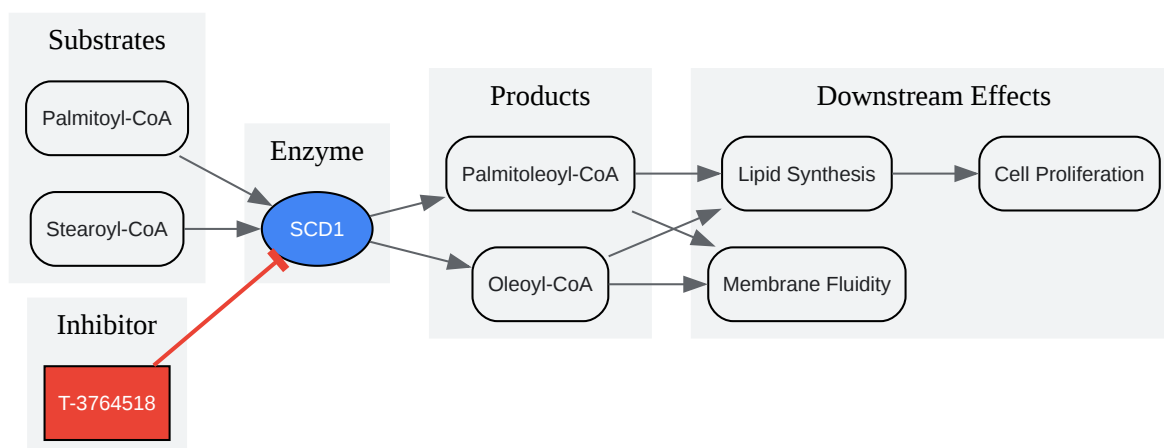 Substrates
Palmitoyl-CoA
Stearoyl-CoA
Inhibitor
T-3764518
Enzyme
SCD1
Products
Palmitoleoyl-CoA
Oleoyl-CoA
Downstream Effects
Lipid Synthesis
Cell Proliferation
Membrane Fluidity